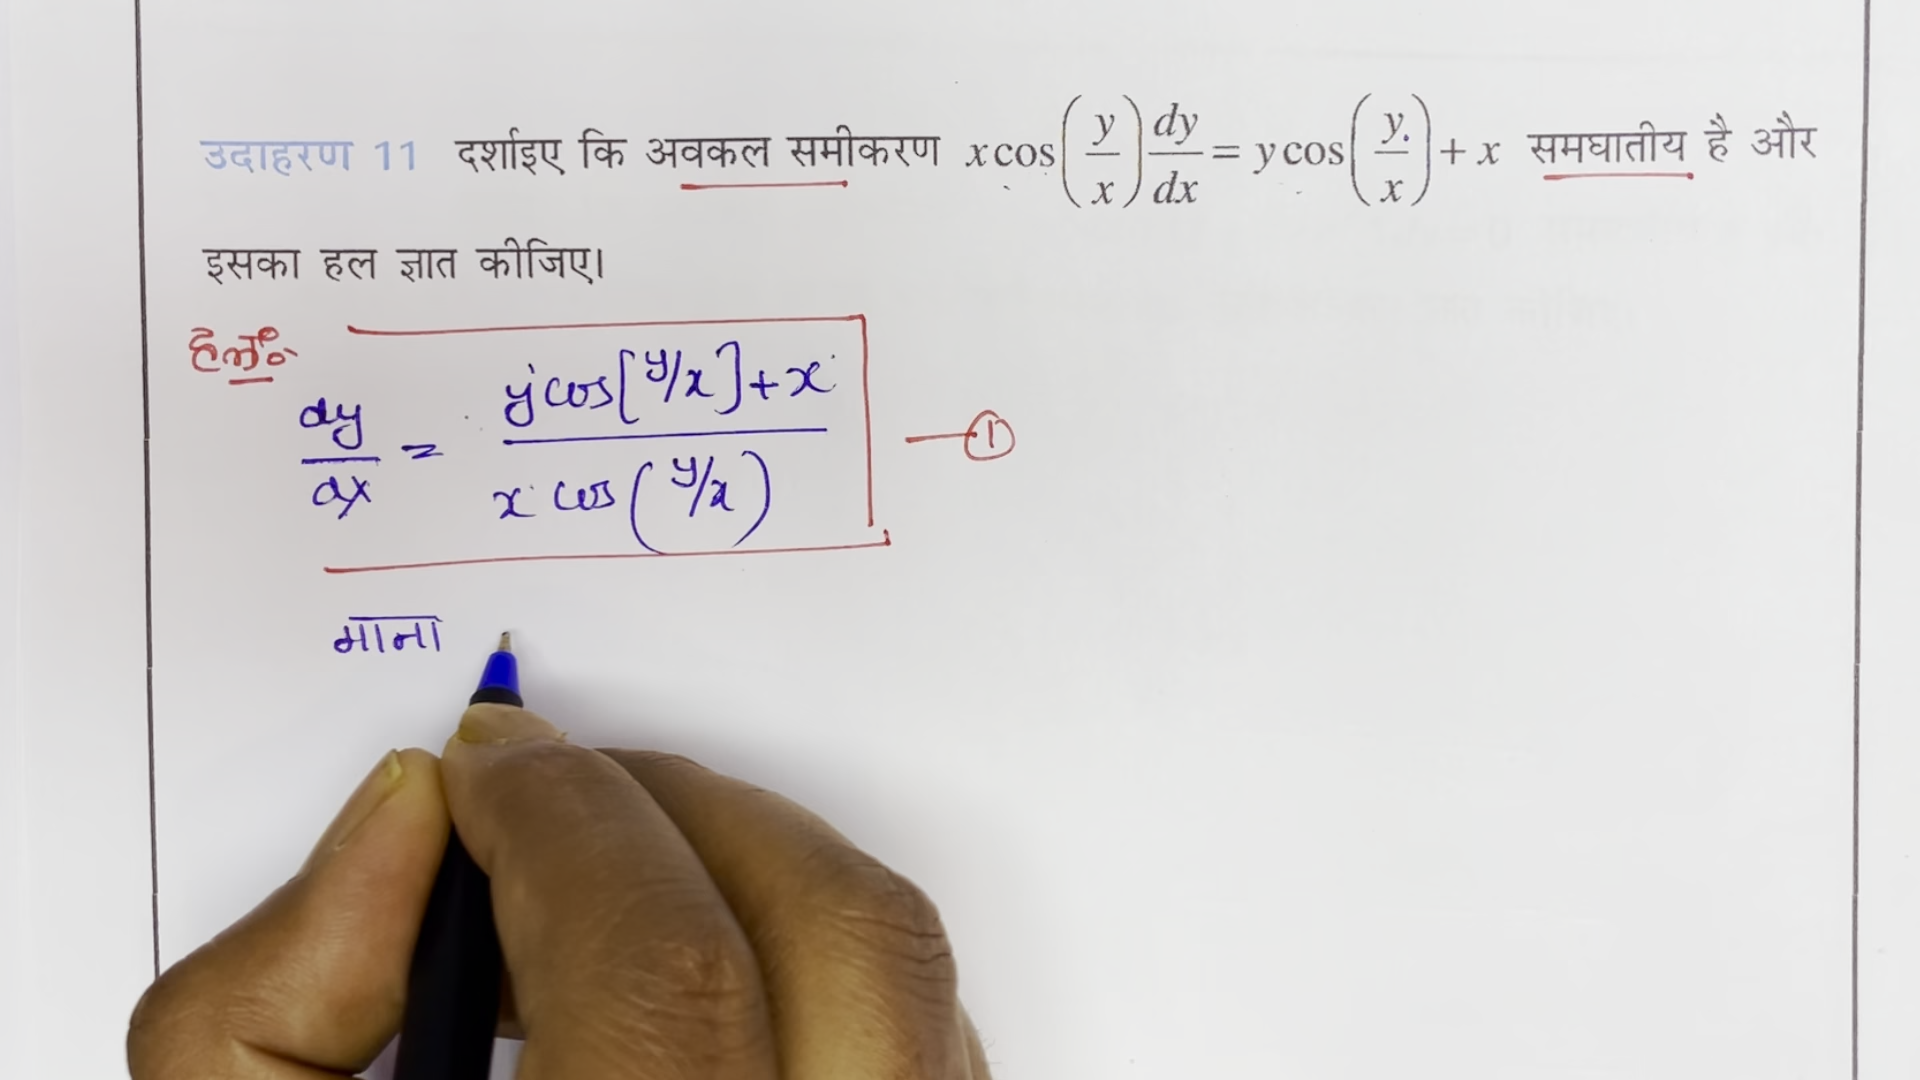 उदाहरण 11 दर्शाइए कि अवकल समीकरण x cos(y/x) dy/dx = y cos(y/x) + x समघातीय है और
इसका हल ज्ञात कीजिए।
हलः-
dy/dx = y cos[y/x] + x / x cos(y/x) —①
माना